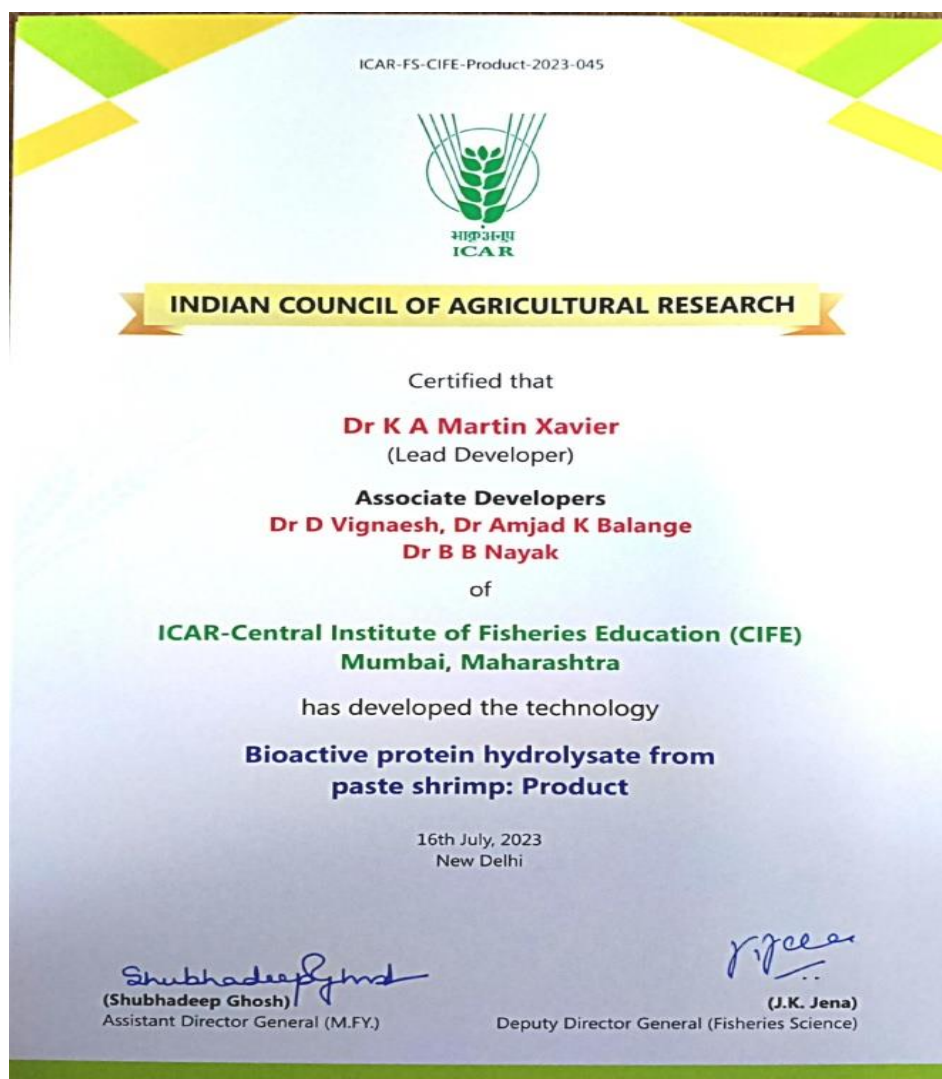 ICAR-FS-CIFE-Product-2023-045
भाकृअनुप
ICAR
INDIAN COUNCIL OF AGRICULTURAL RESEARCH
Certified that
Dr K A Martin Xavier
(Lead Developer)
Associate Developers
Dr D Vignaesh, Dr Amjad K Balange
Dr B B Nayak
of
ICAR-Central Institute of Fisheries Education (CIFE)
Mumbai, Maharashtra
has developed the technology
Bioactive protein hydrolysate from
paste shrimp: Product
16th July, 2023
New Delhi
Shubhadeep Ghosh
(Shubhadeep Ghosh)
Assistant Director General (M.FY.)
(J.K. Jena)
Deputy Director General (Fisheries Science)